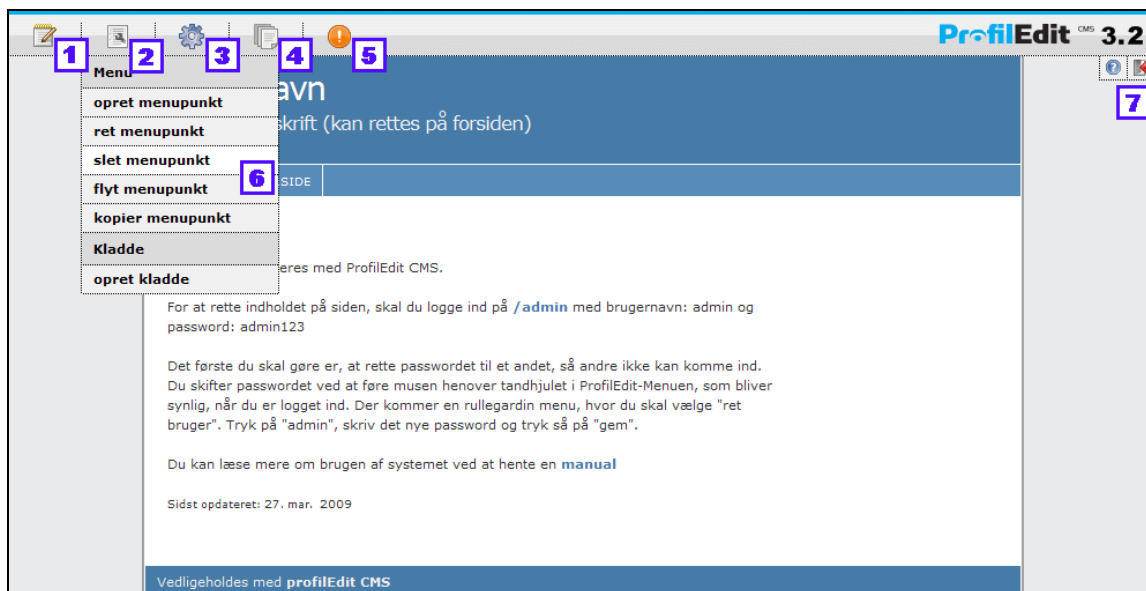 1 2 3 4 5
ProfilEdit CMS 3.2
7
Menu
opret menupunkt
ret menupunkt
slet menupunkt
6
flyt menupunkt
kopier menupunkt
Kladde
opret kladde
avn
skrift (kan rettes på forsiden)
SIDE
eres med ProfilEdit CMS.
For at rette indholdet på siden, skal du logge ind på /admin med brugernavn: admin og
password: admin123
Det første du skal gøre er, at rette passwordet til et andet, så andre ikke kan komme ind.
Du skifter passwordet ved at føre musen henover tandhjulet i ProfilEdit-Menuen, som bliver
synlig, når du er logget ind. Der kommer en rullegardin menu, hvor du skal vælge "ret
bruger". Tryk på "admin", skriv det nye password og tryk så på "gem".
Du kan læse mere om brugen af systemet ved at hente en manual
Sidst opdateret: 27. mar. 2009
Vedligeholdes med profilEdit CMS